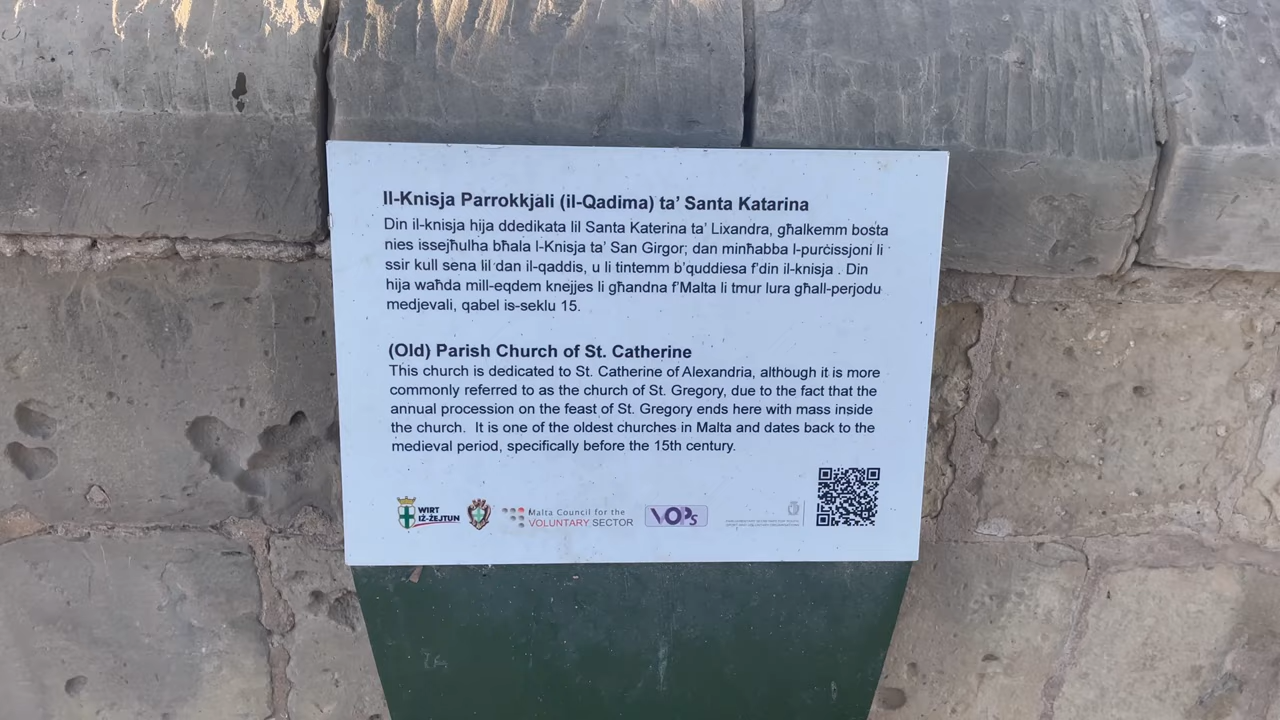 Il-Knisja Parrokkjali (il-Qadima) ta’ Santa Katarina
Din il-knisja hija ddedikata lil Santa Katerina ta’ Lixandra, għalkemm bosta
nies issejħulha bħala l-Knisja ta’ San Girgor; dan minħabba l-purċissjoni li
ssir kull sena lil dan il-qaddis, u li tintemm b’quddiesa f’din il-knisja . Din
hija waħda mill-eqdem knejjes li għandna f’Malta li tmur lura għall-perjodu
medjevali, qabel is-seklu 15.
(Old) Parish Church of St. Catherine
This church is dedicated to St. Catherine of Alexandria, although it is more
commonly referred to as the church of St. Gregory, due to the fact that the
annual procession on the feast of St. Gregory ends here with mass inside
the church. It is one of the oldest churches in Malta and dates back to the
medieval period, specifically before the 15th century.
WIRT
IŻ-ŻEJTUN
Malta Council for the
VOLUNTARY SECTOR
VOPs